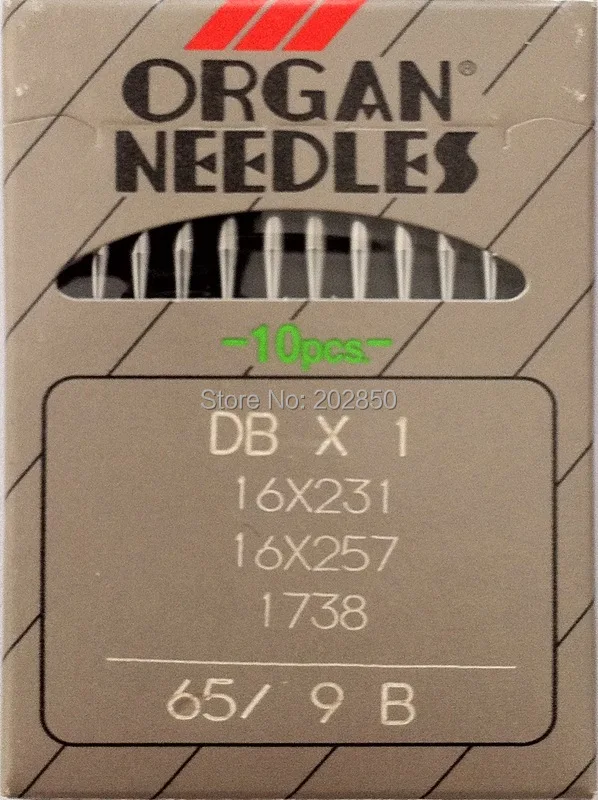 ORGAN®
NEEDLES
-10pcs.-
Store No: 202850
DB X 1
16X231
16X257
1738
65/ 9 B